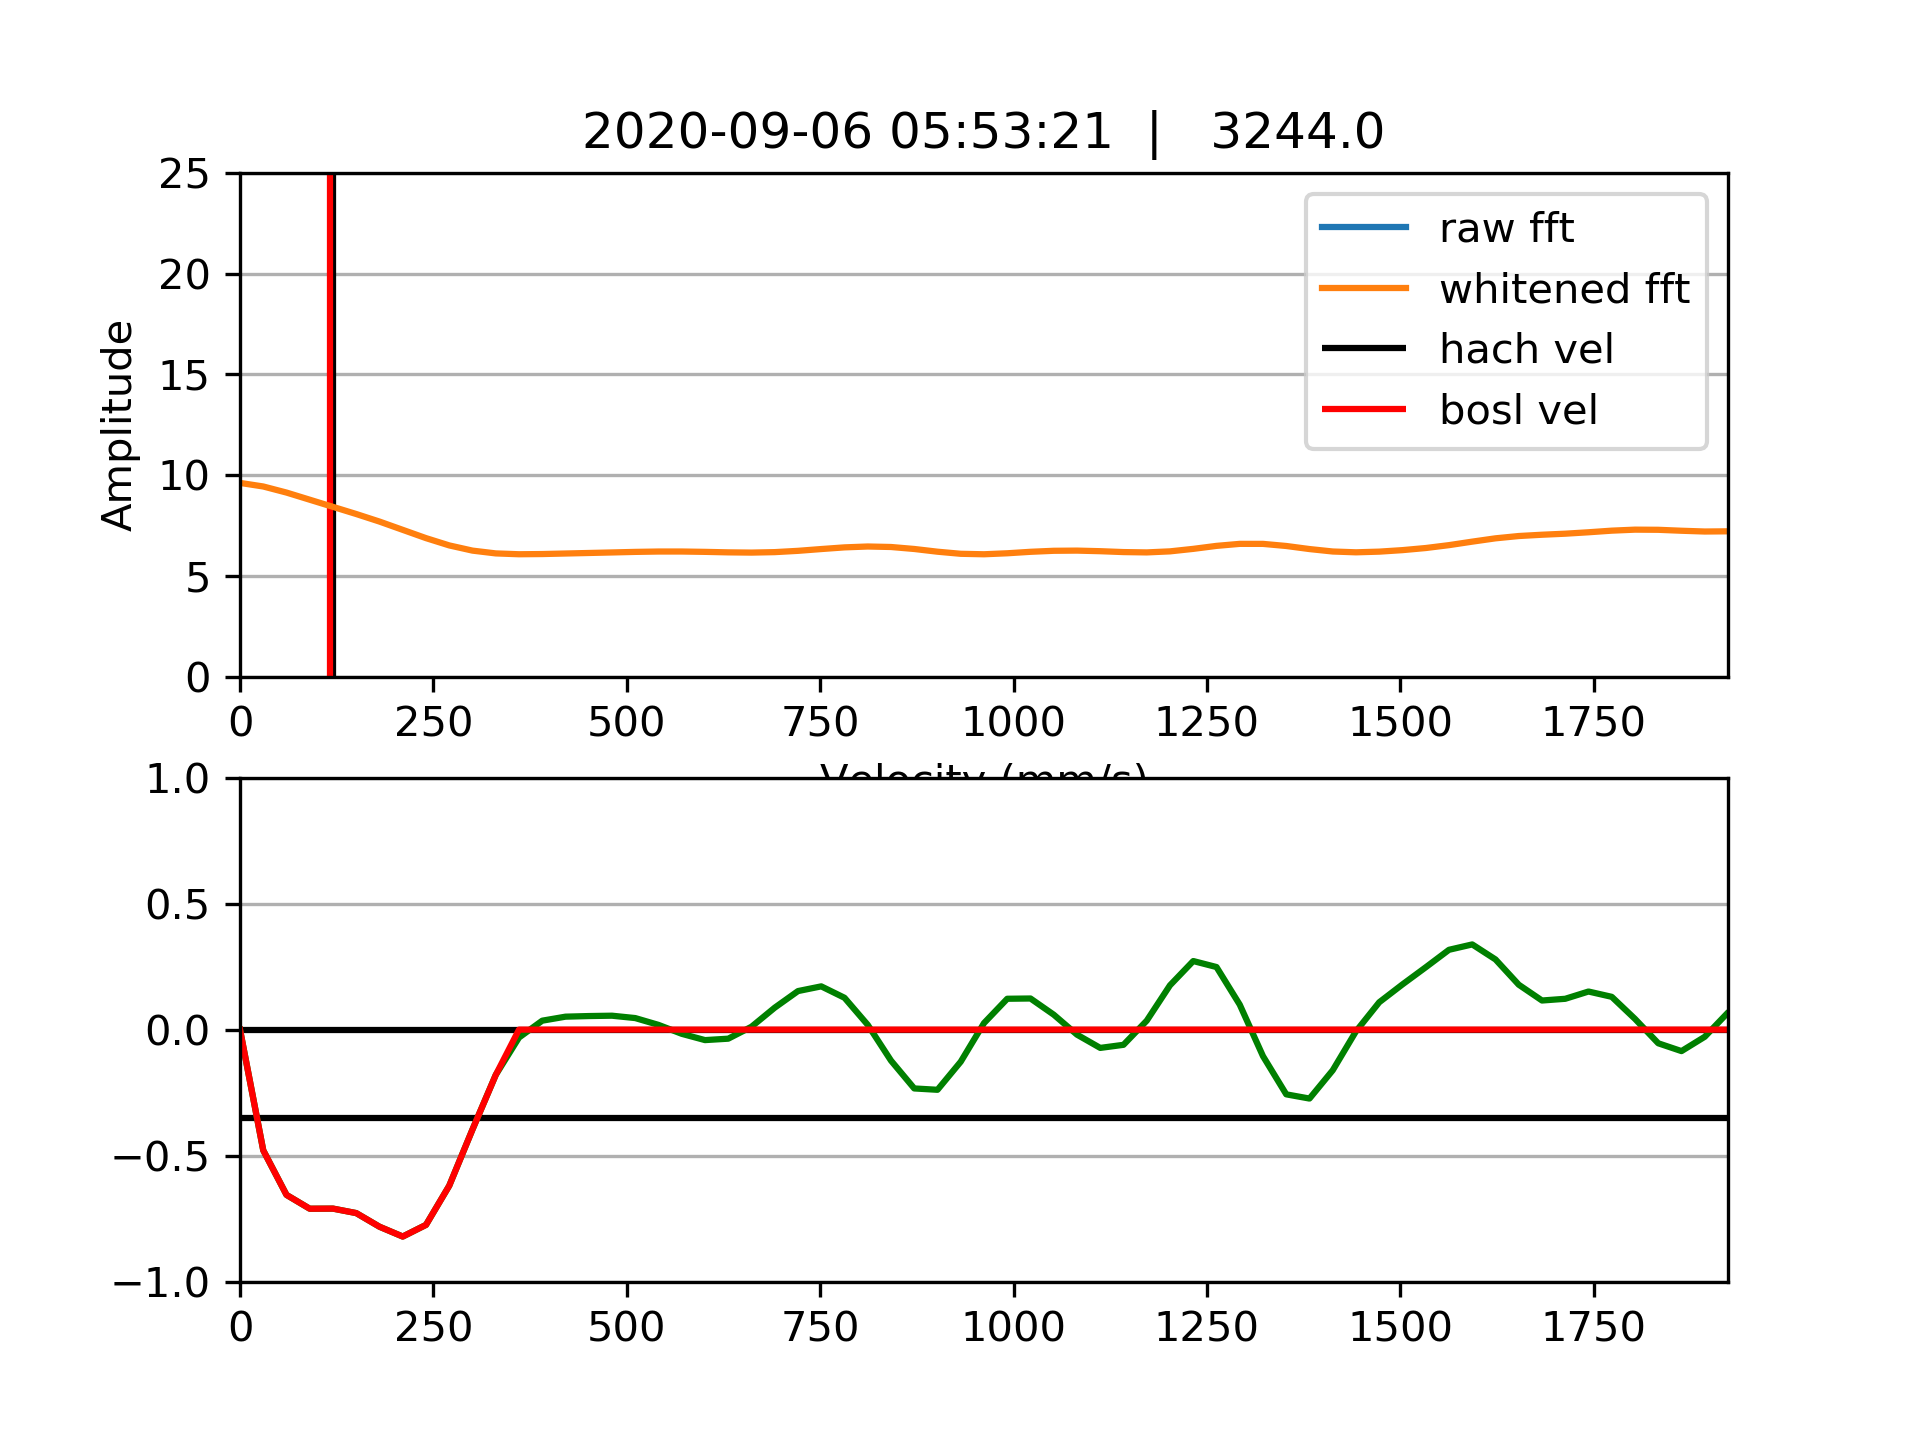 2020-09-06 05:53:21 | 3244.0
25
20
15
10
5
0
Amplitude
raw fft
whitened fft
hach vel
bosl vel
0 250 500 750 1000 1250 1500 1750
Velocity (mm/s)
1.0
0.5
0.0
−0.5
−1.0
0 250 500 750 1000 1250 1500 1750